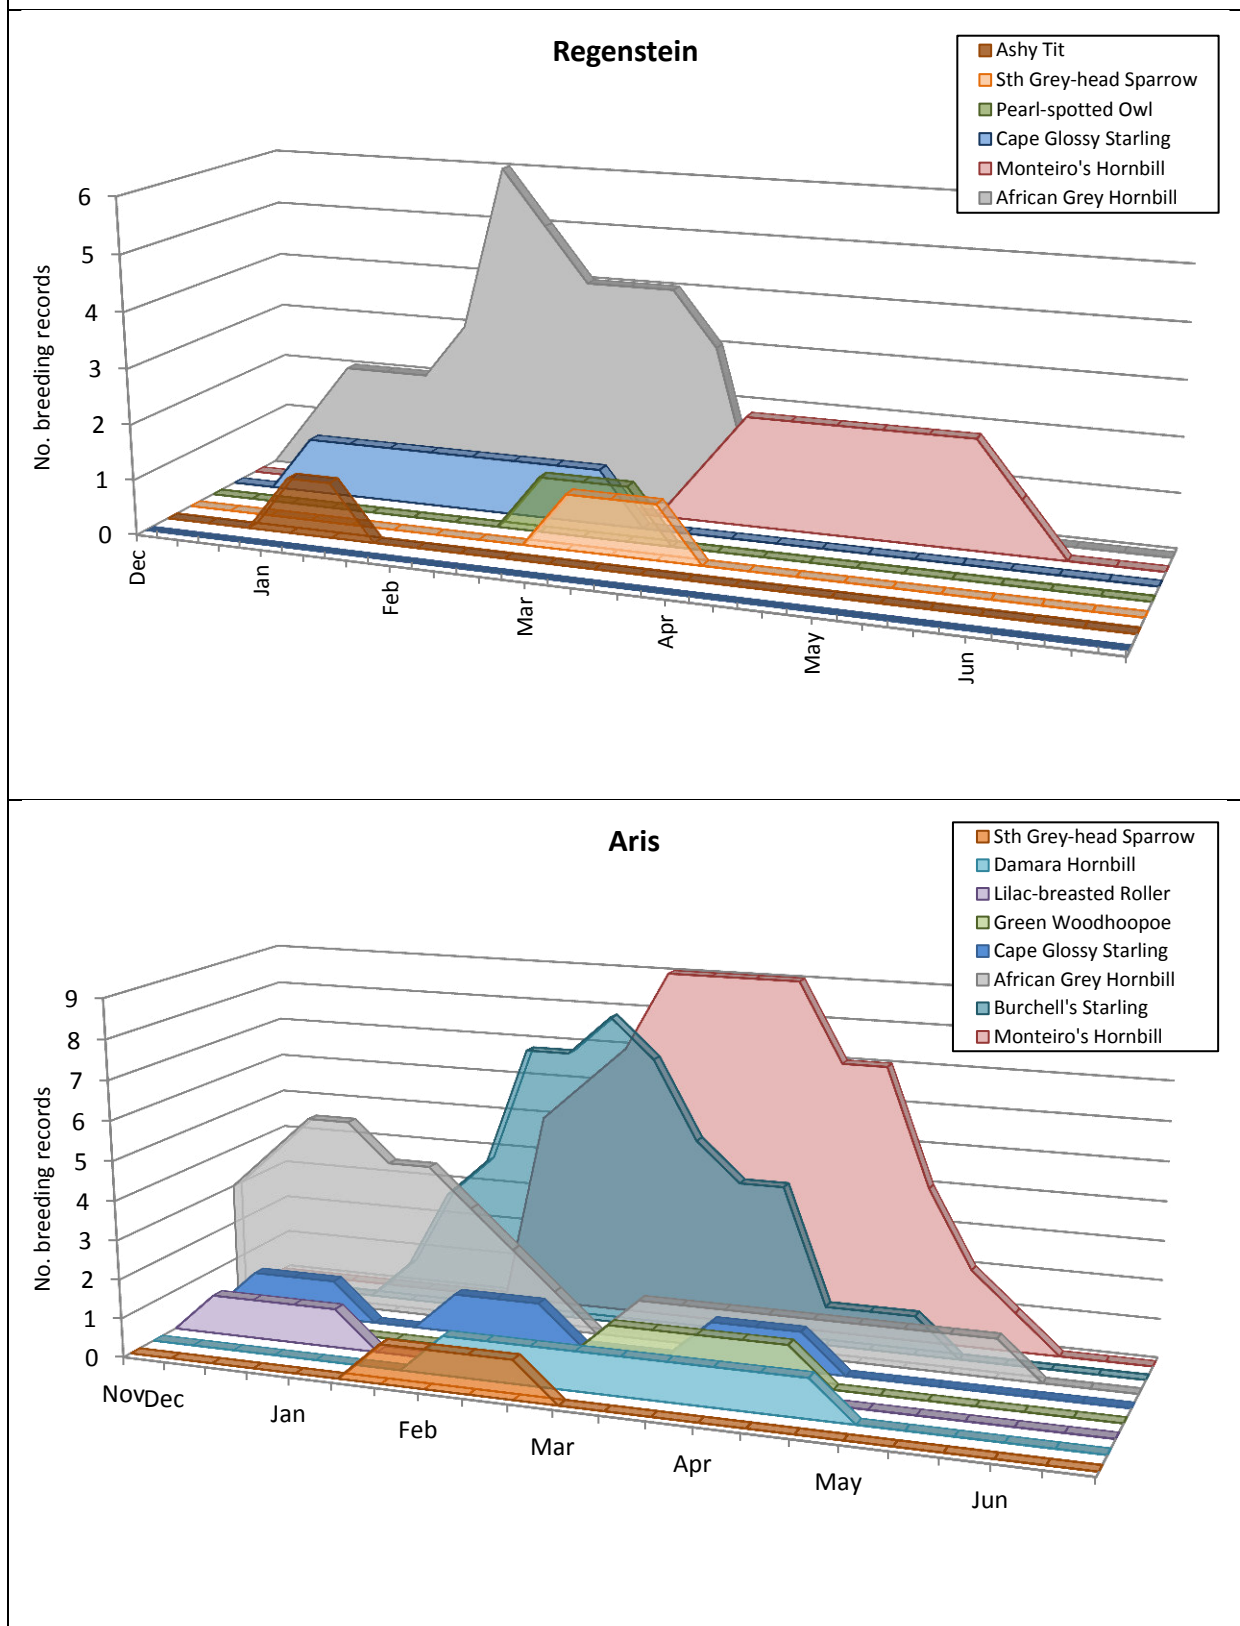 Regenstein
Ashy Tit
Sth Grey-head Sparrow
Pearl-spotted Owl
Cape Glossy Starling
Monteiro's Hornbill
African Grey Hornbill
No. breeding records
6
5
4
3
2
1
0
Dec
Jan
Feb
Mar
Apr
May
Jun
Aris
Sth Grey-head Sparrow
Damara Hornbill
Lilac-breasted Roller
Green Woodhoopoe
Cape Glossy Starling
African Grey Hornbill
Burchell's Starling
Monteiro's Hornbill
No. breeding records
9
8
7
6
5
4
3
2
1
0
Nov
Dec
Jan
Feb
Mar
Apr
May
Jun